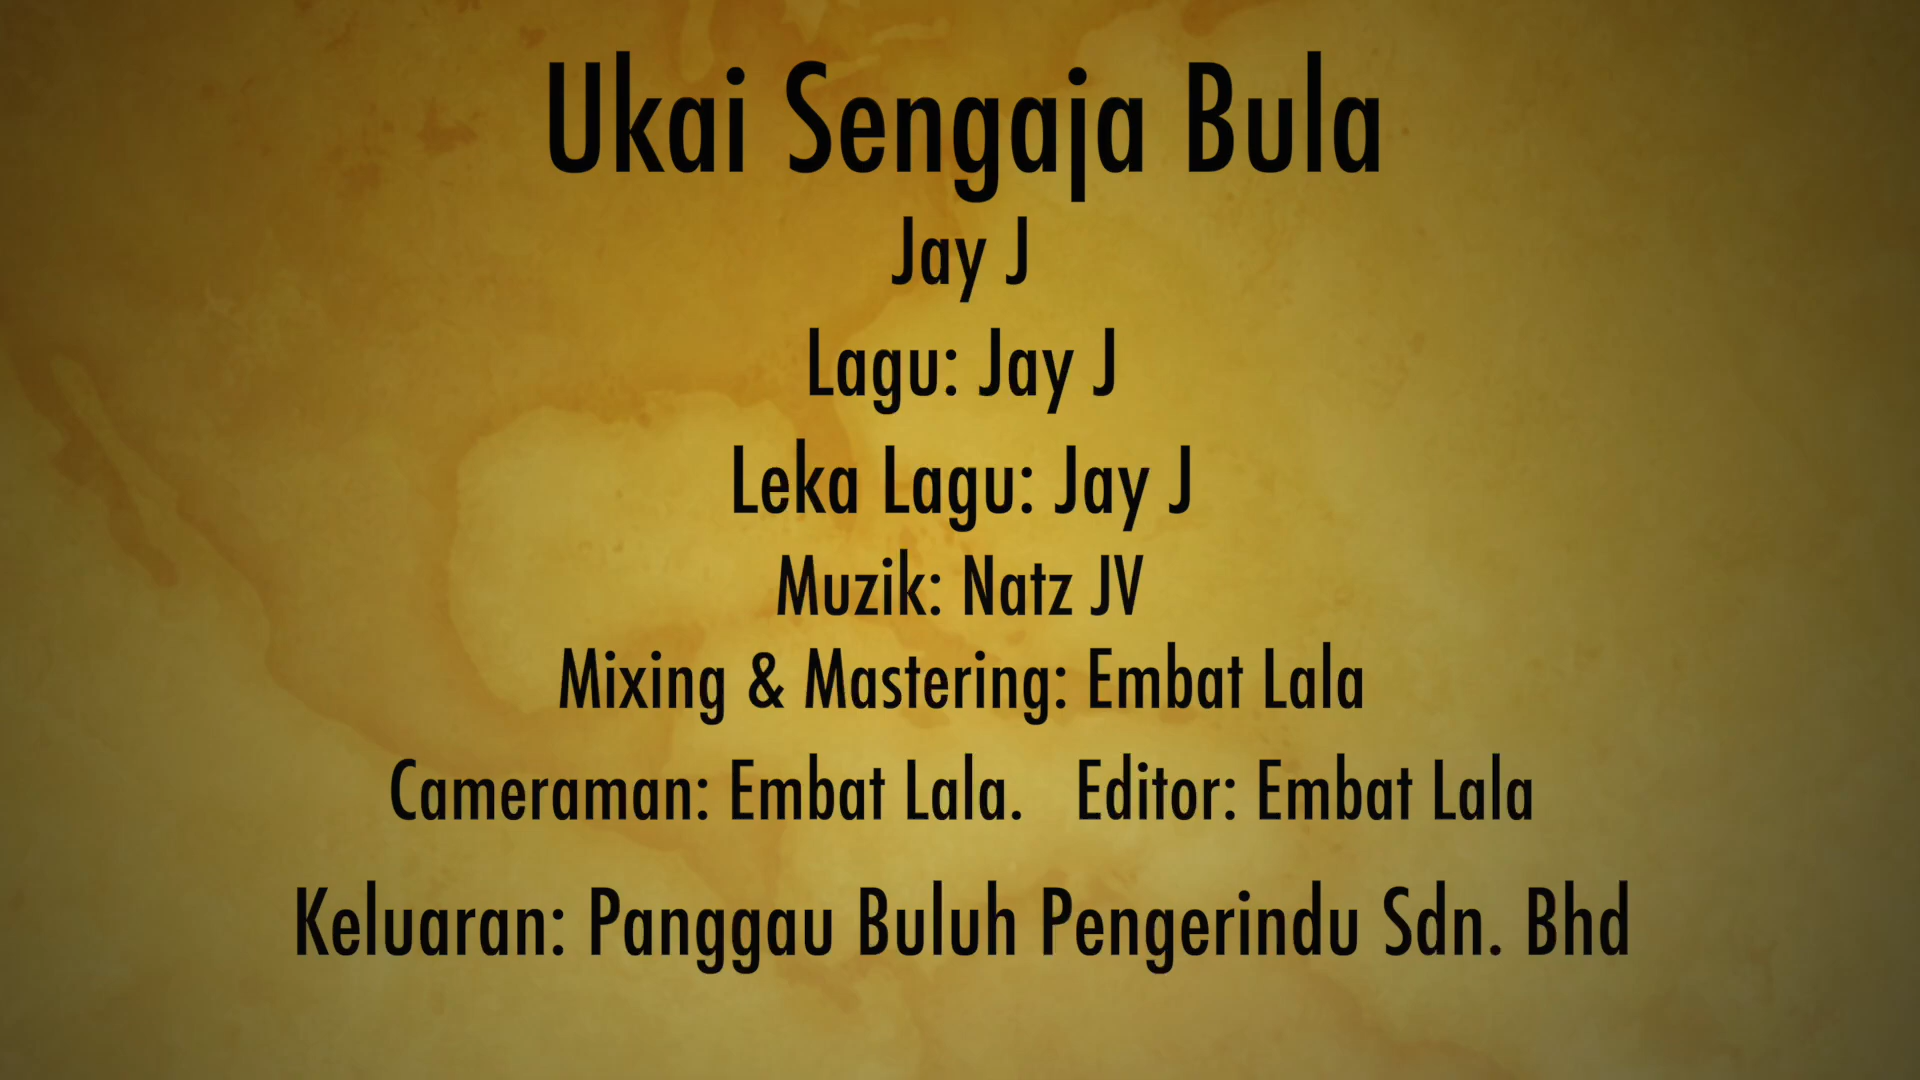 Ukai Sengaja Bula
Jay J
Lagu: Jay J
Leka Lagu: Jay J
Muzik: Natz JV
Mixing & Mastering: Embat Lala
Cameraman: Embat Lala.   Editor: Embat Lala
Keluaran: Panggau Buluh Pengerindu Sdn. Bhd